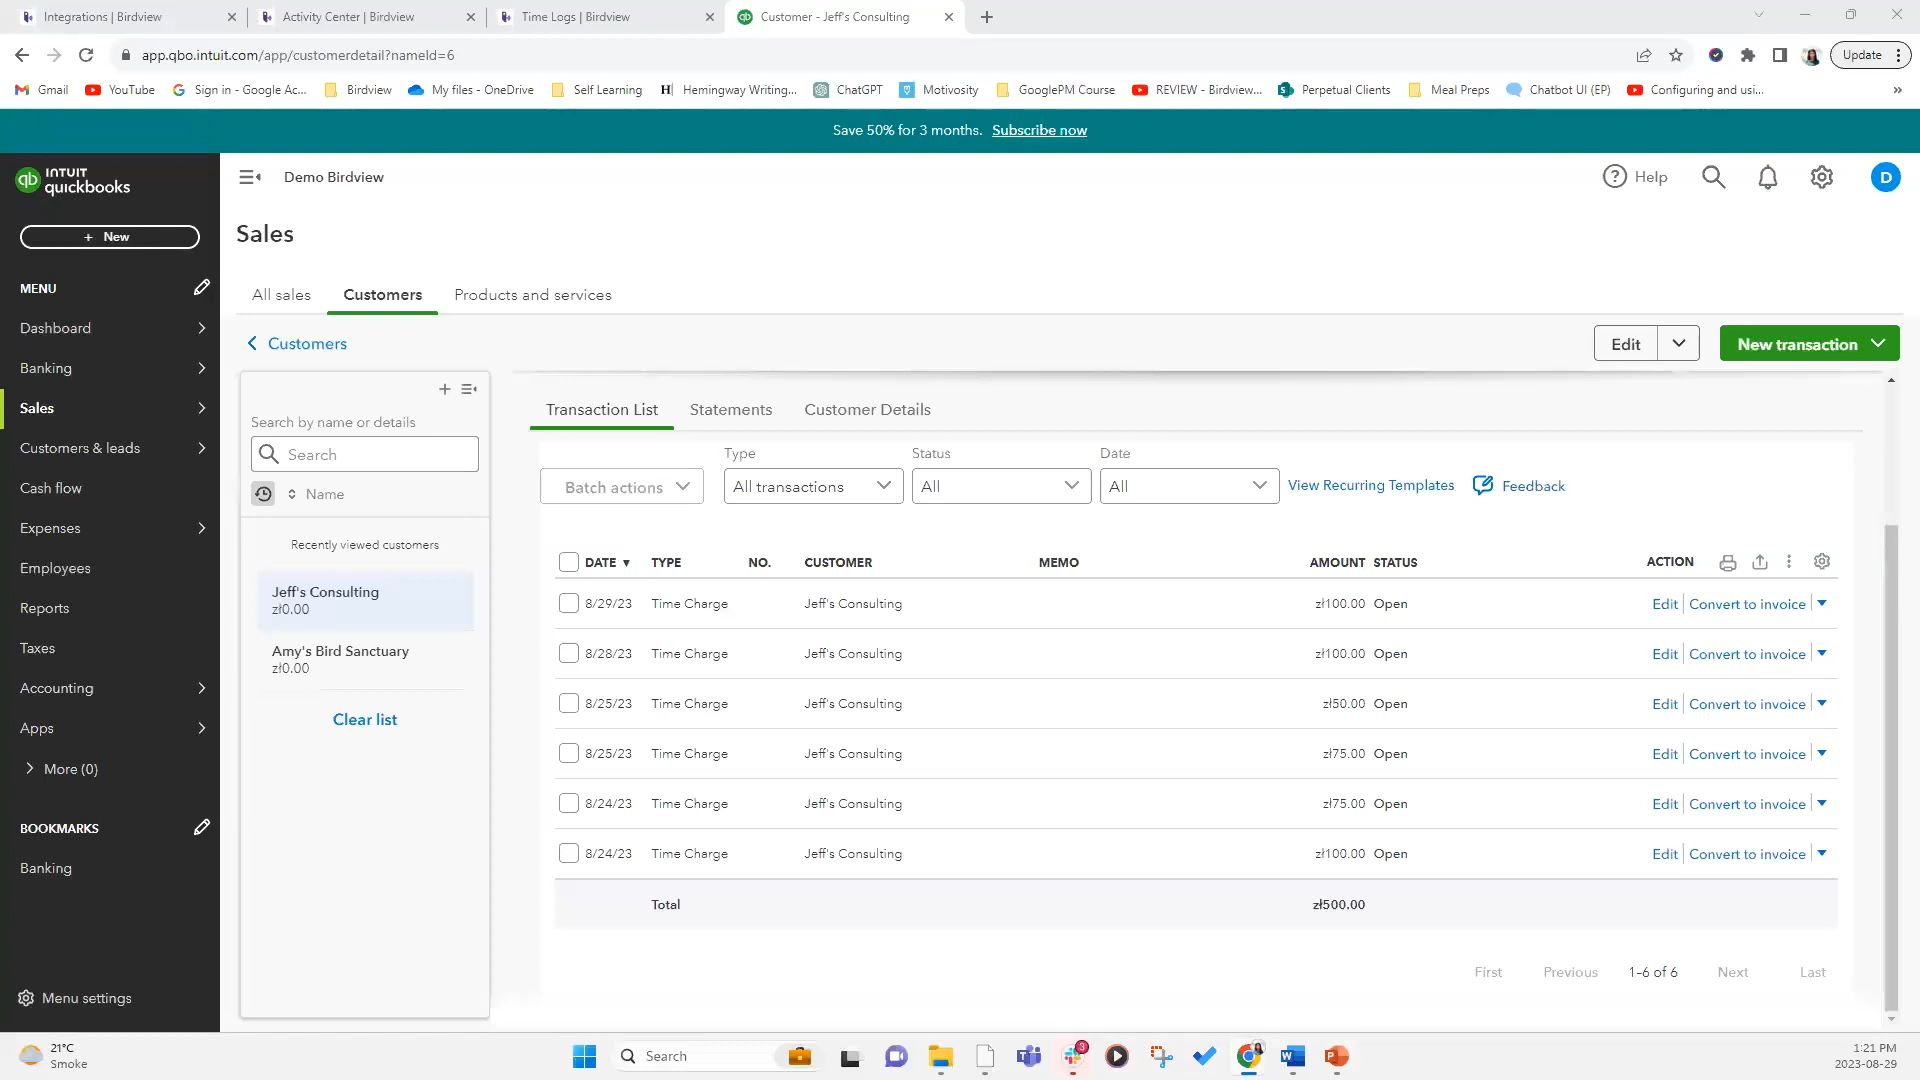 Integrations | Birdview
Activity Center | Birdview
Time Logs | Birdview
Customer - Jeff's Consulting
app.qbo.intuit.com/app/customerdetail?nameId=6
Update
Gmail
YouTube
Sign in - Google Ac...
Birdview
My files - OneDrive
Self Learning
Hemingway Writing...
ChatGPT
Motivosity
GooglePM Course
REVIEW - Birdview...
Perpetual Clients
Meal Preps
Chatbot UI (EP)
Configuring and usi...
»
Save 50% for 3 months. Subscribe now
qb INTUIT quickbooks
Demo Birdview
Help
D
+ New
Sales
MENU
Dashboard
Banking
Sales
Customers & leads
Cash flow
Expenses
Employees
Reports
Taxes
Accounting
Apps
More (0)
BOOKMARKS
Banking
Menu settings
All sales
Customers
Products and services
Customers
Edit
New transaction
Search by name or details
Search
Name
Recently viewed customers
Jeff's Consulting
zł0.00
Amy's Bird Sanctuary
zł0.00
Clear list
Transaction List
Statements
Customer Details
Type
Status
Date
Batch actions
All transactions
All
All
View Recurring Templates
Feedback
DATE ▼ TYPE NO. CUSTOMER MEMO AMOUNT STATUS ACTION
8/29/23 Time Charge Jeff's Consulting zł100.00 Open Edit Convert to invoice
8/28/23 Time Charge Jeff's Consulting zł100.00 Open Edit Convert to invoice
8/25/23 Time Charge Jeff's Consulting zł50.00 Open Edit Convert to invoice
8/25/23 Time Charge Jeff's Consulting zł75.00 Open Edit Convert to invoice
8/24/23 Time Charge Jeff's Consulting zł75.00 Open Edit Convert to invoice
8/24/23 Time Charge Jeff's Consulting zł100.00 Open Edit Convert to invoice
Total zł500.00
First Previous 1-6 of 6 Next Last
21°C
Smoke
Search
3
1:21 PM
2023-08-29